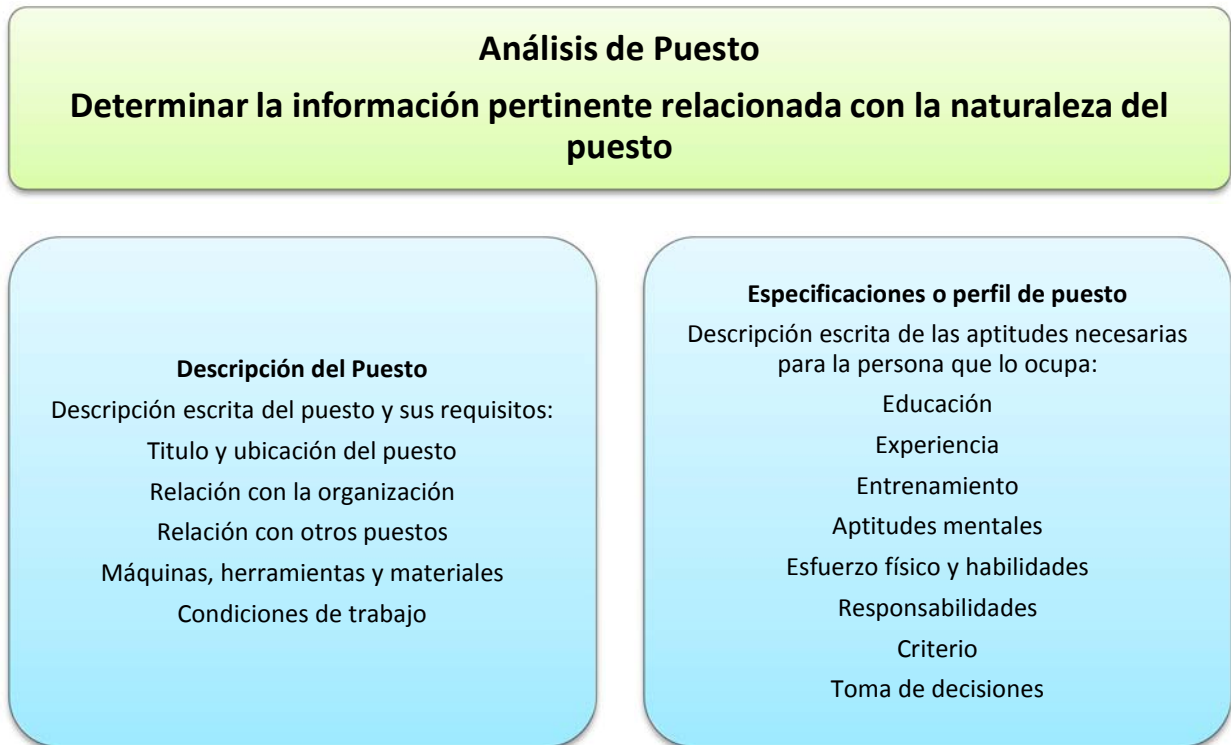 Análisis de Puesto
Determinar la información pertinente relacionada con la naturaleza del
puesto
Descripción del Puesto
Descripción escrita del puesto y sus requisitos:
Titulo y ubicación del puesto
Relación con la organización
Relación con otros puestos
Máquinas, herramientas y materiales
Condiciones de trabajo
Especificaciones o perfil de puesto
Descripción escrita de las aptitudes necesarias
para la persona que lo ocupa:
Educación
Experiencia
Entrenamiento
Aptitudes mentales
Esfuerzo físico y habilidades
Responsabilidades
Criterio
Toma de decisiones